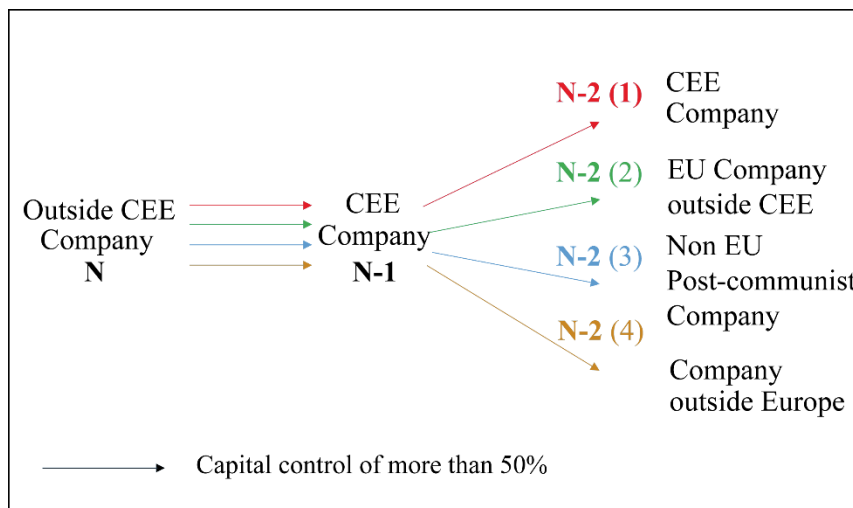 Outside CEE
Company
N
CEE
Company
N-1
N-2 (1)
CEE
Company
N-2 (2)
EU Company
outside CEE
N-2 (3)
Non EU
Post-communist
Company
N-2 (4)
Company
outside Europe
Capital control of more than 50%